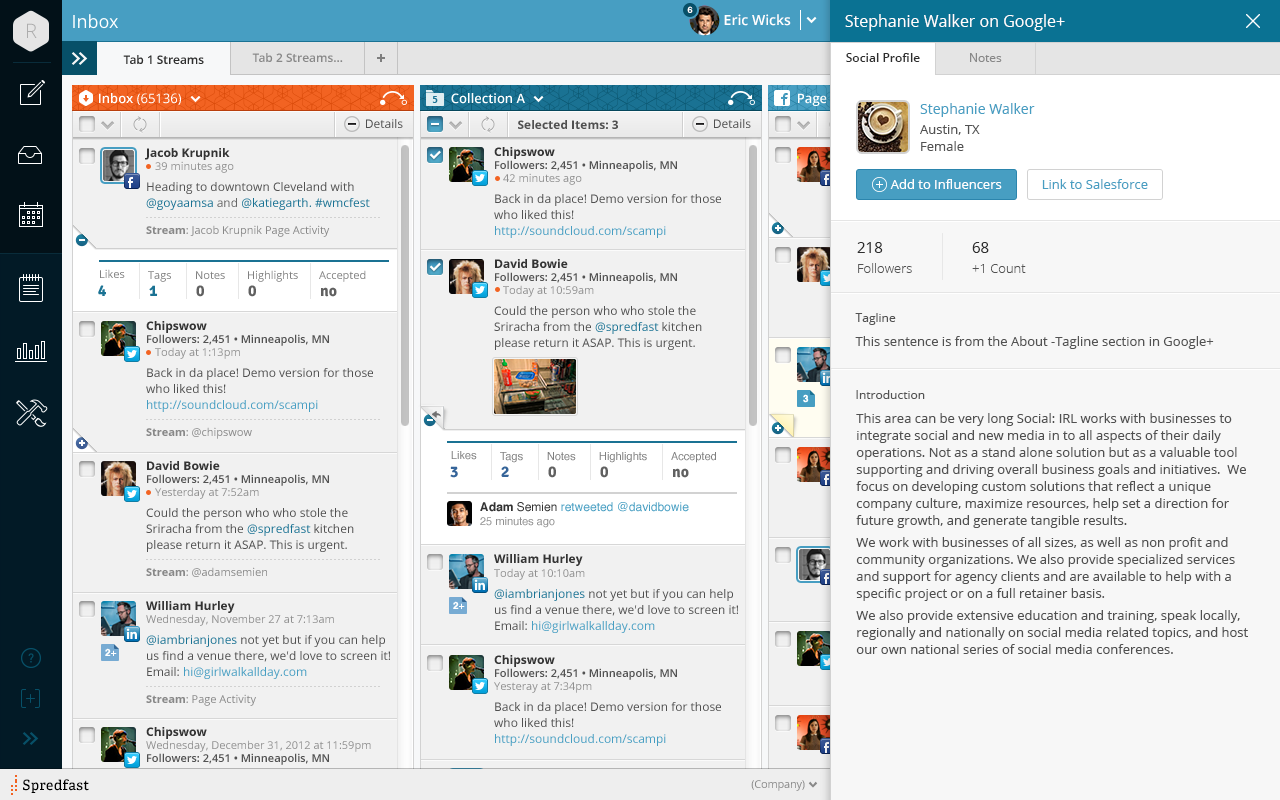 R
Inbox
6
Eric Wicks
Tab 1 Streams
Tab 2 Streams...
+
Inbox (65136)
Details
Jacob Krupnik
39 minutes ago
Heading to downtown Cleveland with
@goyaamsa and @katiegarth. #wmcfest
Stream: Jacob Krupnik Page Activity
Likes Tags Notes Highlights Accepted
4 1 0 0 no
Chipswow
Followers: 2,451 • Minneapolis, MN
Today at 1:13pm
Back in da place! Demo version for those
who liked this!
http://soundcloud.com/scampi
Stream: @chipswow
David Bowie
Followers: 2,451 • Minneapolis, MN
Yesterday at 7:52am
Could the person who who stole the
Sriracha from the @spredfast kitchen
please return it ASAP. This is urgent.
Stream: @adamsemien
William Hurley
Wednesday, November 27 at 7:13am
@iambrianjones not yet but if you can help
us find a venue there, we'd love to screen it!
Email: hi@girlwalkallday.com
2+
Stream: Page Activity
Chipswow
Wednesday, December 31, 2012 at 11:59pm
Followers: 2,451 • Minneapolis, MN
5
Collection A
Selected Items: 3
Details
Chipswow
Followers: 2,451 • Minneapolis, MN
42 minutes ago
Back in da place! Demo version for those
who liked this!
http://soundcloud.com/scampi
David Bowie
Followers: 2,451 • Minneapolis, MN
Today at 10:59am
Could the person who who stole the
Sriracha from the @spredfast kitchen
please return it ASAP. This is urgent.
Likes Tags Notes Highlights Accepted
3 2 0 0 no
Adam Semien retweeted @davidbowie
25 minutes ago
William Hurley
Today at 10:10am
@iambrianjones not yet but if you can help
us find a venue there, we'd love to screen it!
Email: hi@girlwalkallday.com
2+
Chipswow
Followers: 2,451 • Minneapolis, MN
Yesteray at 7:34pm
Back in da place! Demo version for those
who liked this!
http://soundcloud.com/scampi
Page
3
Stephanie Walker on Google+
Social Profile
Notes
Stephanie Walker
Austin, TX
Female
Add to Influencers
Link to Salesforce
218
Followers
68
+1 Count
Tagline
This sentence is from the About -Tagline section in Google+
Introduction
This area can be very long Social: IRL works with businesses to
integrate social and new media in to all aspects of their daily
operations. Not as a stand alone solution but as a valuable tool
supporting and driving overall business goals and initiatives. We
focus on developing custom solutions that reflect a unique
company culture, maximize resources, help set a direction for
future growth, and generate tangible results.
We work with businesses of all sizes, as well as non profit and
community organizations. We also provide specialized services
and support for agency clients and are available to help with a
specific project or on a full retainer basis.
We also provide extensive education and training, speak locally,
regionally and nationally on social media related topics, and host
our own national series of social media conferences.
Spredfast
(Company)